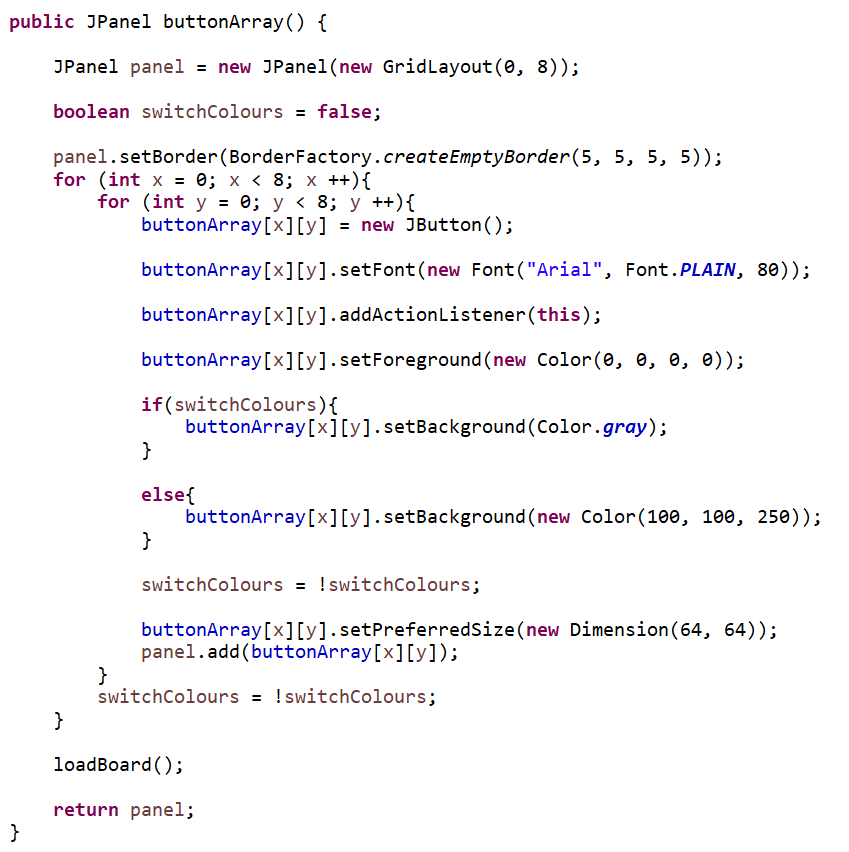 public JPanel buttonArray() {
JPanel panel = new JPanel(new GridLayout(0, 8));
boolean switchColours = false;
panel.setBorder(BorderFactory.createEmptyBorder(5, 5, 5, 5));
for (int x = 0; x < 8; x ++){
for (int y = 0; y < 8; y ++){
buttonArray[x][y] = new JButton();
buttonArray[x][y].setFont(new Font("Arial", Font.PLAIN, 80));
buttonArray[x][y].addActionListener(this);
buttonArray[x][y].setForeground(new Color(0, 0, 0, 0));
if(switchColours){
buttonArray[x][y].setBackground(Color.gray);
}
else{
buttonArray[x][y].setBackground(new Color(100, 100, 250));
}
switchColours = !switchColours;
buttonArray[x][y].setPreferredSize(new Dimension(64, 64));
panel.add(buttonArray[x][y]);
}
switchColours = !switchColours;
}
loadBoard();
return panel;
}